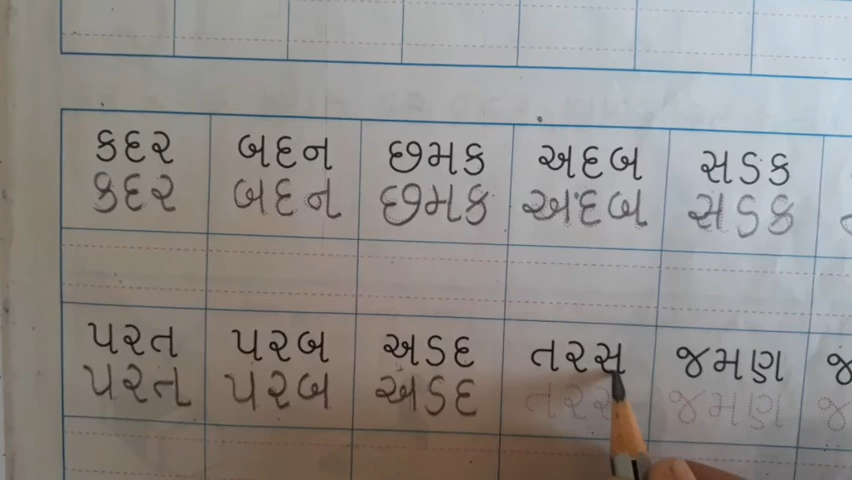 કદર બદન છમક અદબ સડક
કદર બદન છમક અદબ સડક
પરત પરબ અડદ તરસ જમણ
પરત પરબ અડદ તરસ જમણ